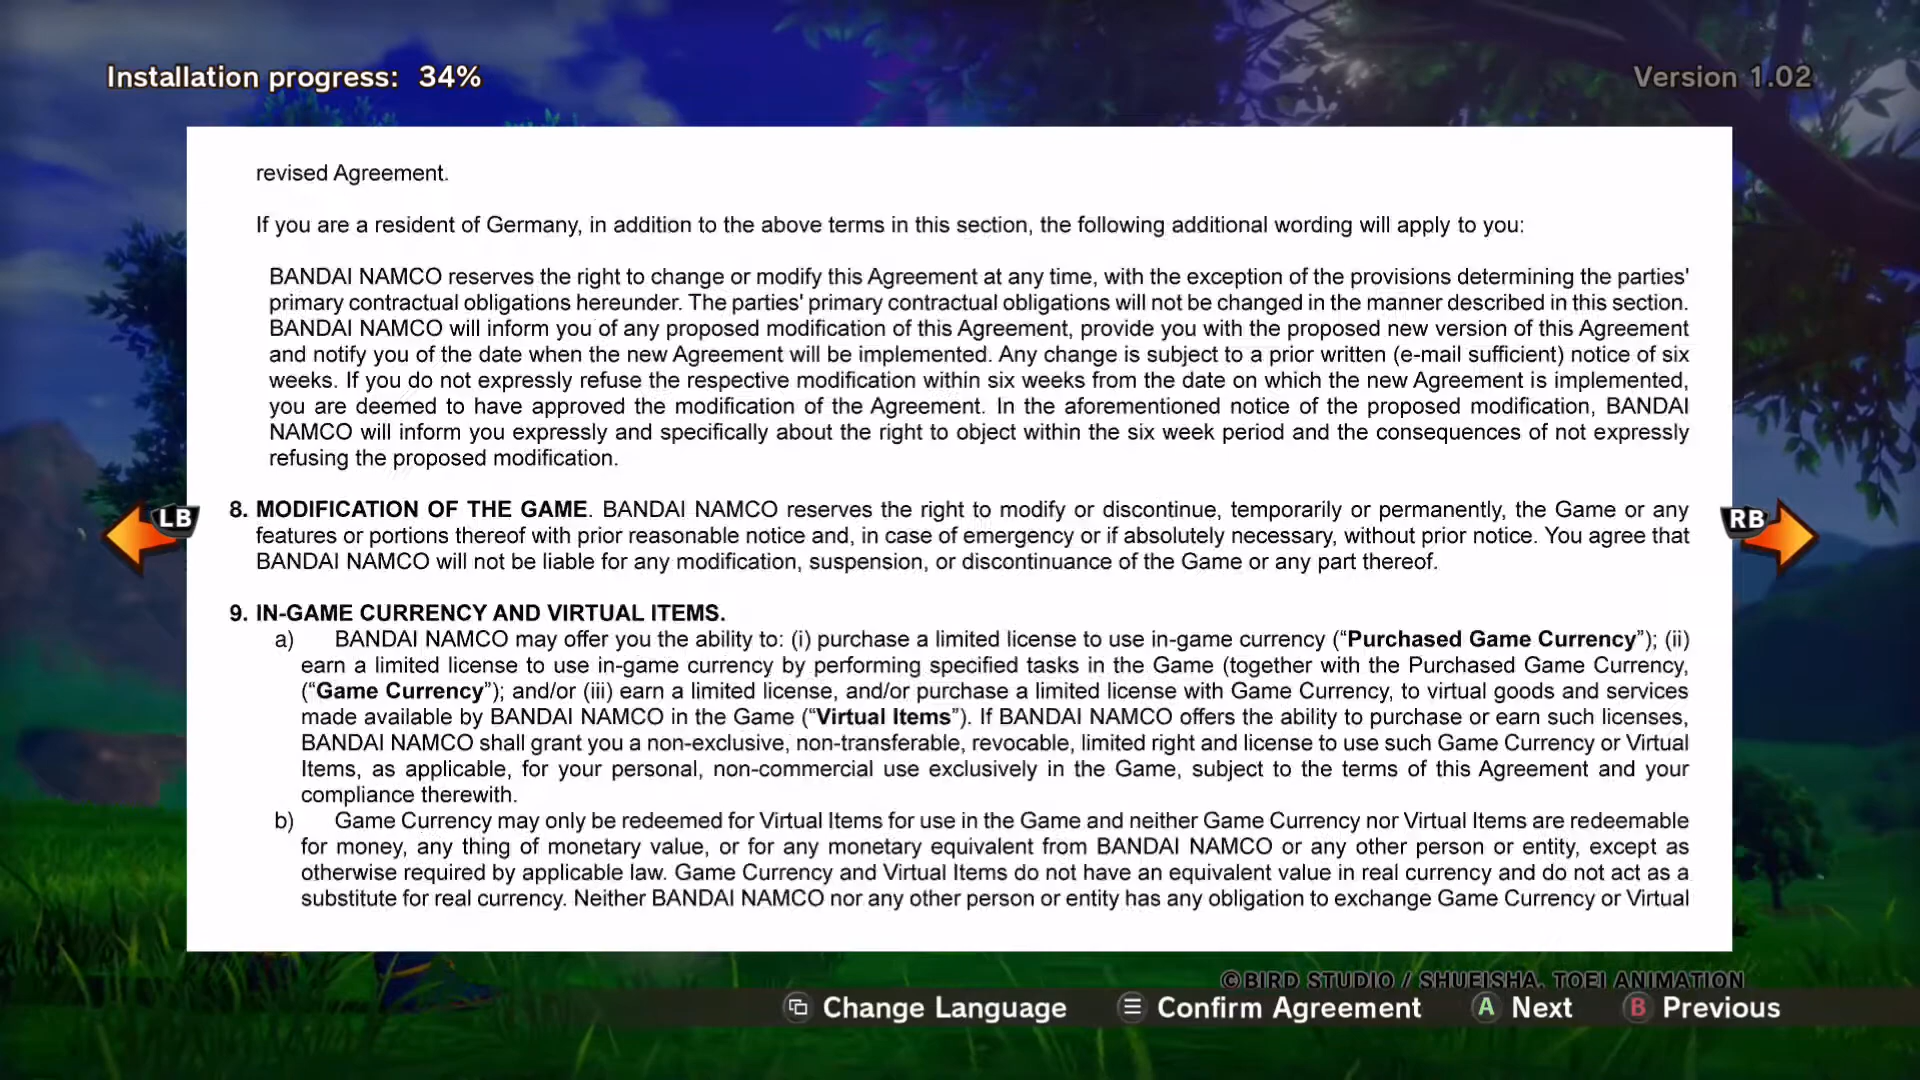 Installation progress: 34%
Version 1.02
revised Agreement.
If you are a resident of Germany, in addition to the above terms in this section, the following additional wording will apply to you:
BANDAI NAMCO reserves the right to change or modify this Agreement at any time, with the exception of the provisions determining the parties'
primary contractual obligations hereunder. The parties' primary contractual obligations will not be changed in the manner described in this section.
BANDAI NAMCO will inform you of any proposed modification of this Agreement, provide you with the proposed new version of this Agreement
and notify you of the date when the new Agreement will be implemented. Any change is subject to a prior written (e-mail sufficient) notice of six
weeks. If you do not expressly refuse the respective modification within six weeks from the date on which the new Agreement is implemented,
you are deemed to have approved the modification of the Agreement. In the aforementioned notice of the proposed modification, BANDAI
NAMCO will inform you expressly and specifically about the right to object within the six week period and the consequences of not expressly
refusing the proposed modification.
8. MODIFICATION OF THE GAME. BANDAI NAMCO reserves the right to modify or discontinue, temporarily or permanently, the Game or any
features or portions thereof with prior reasonable notice and, in case of emergency or if absolutely necessary, without prior notice. You agree that
BANDAI NAMCO will not be liable for any modification, suspension, or discontinuance of the Game or any part thereof.
LB
RB
9. IN-GAME CURRENCY AND VIRTUAL ITEMS.
a) BANDAI NAMCO may offer you the ability to: (i) purchase a limited license to use in-game currency (“Purchased Game Currency”); (ii)
earn a limited license to use in-game currency by performing specified tasks in the Game (together with the Purchased Game Currency,
(“Game Currency”); and/or (iii) earn a limited license, and/or purchase a limited license with Game Currency, to virtual goods and services
made available by BANDAI NAMCO in the Game (“Virtual Items”). If BANDAI NAMCO offers the ability to purchase or earn such licenses,
BANDAI NAMCO shall grant you a non-exclusive, non-transferable, revocable, limited right and license to use such Game Currency or Virtual
Items, as applicable, for your personal, non-commercial use exclusively in the Game, subject to the terms of this Agreement and your
compliance therewith.
b) Game Currency may only be redeemed for Virtual Items for use in the Game and neither Game Currency nor Virtual Items are redeemable
for money, any thing of monetary value, or for any monetary equivalent from BANDAI NAMCO or any other person or entity, except as
otherwise required by applicable law. Game Currency and Virtual Items do not have an equivalent value in real currency and do not act as a
substitute for real currency. Neither BANDAI NAMCO nor any other person or entity has any obligation to exchange Game Currency or Virtual
©BIRD STUDIO / SHUEISHA, TOEI ANIMATION
Change Language
Confirm Agreement
A Next
B Previous